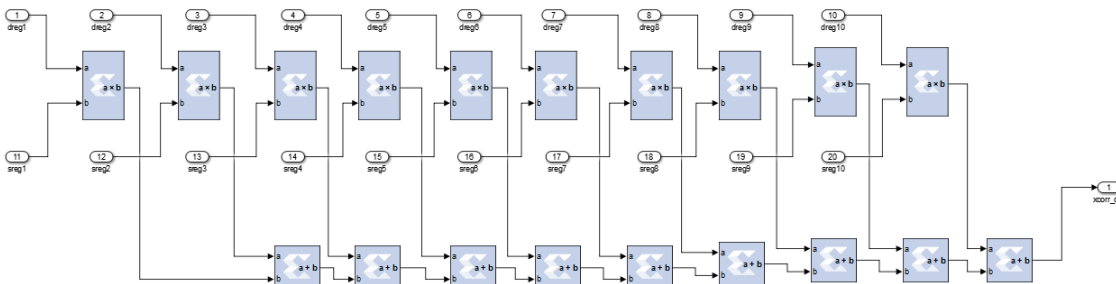 1 2 3 4 5 6 7 8 9 10
dreg1 dreg2 dreg3 dreg4 dreg5 dreg6 dreg7 dreg8 dreg9 dreg10
a a a a a a a a a a
a × b a × b a × b a × b a × b a × b a × b a × b a × b a × b
b b b b b b b b b b
11 12 13 14 15 16 17 18 19 20
sreg1 sreg2 sreg3 sreg4 sreg5 sreg6 sreg7 sreg8 sreg9 sreg10
1
xcorr_o
a a a a a a a a a
a + b a + b a + b a + b a + b a + b a + b a + b a + b
b b b b b b b b b